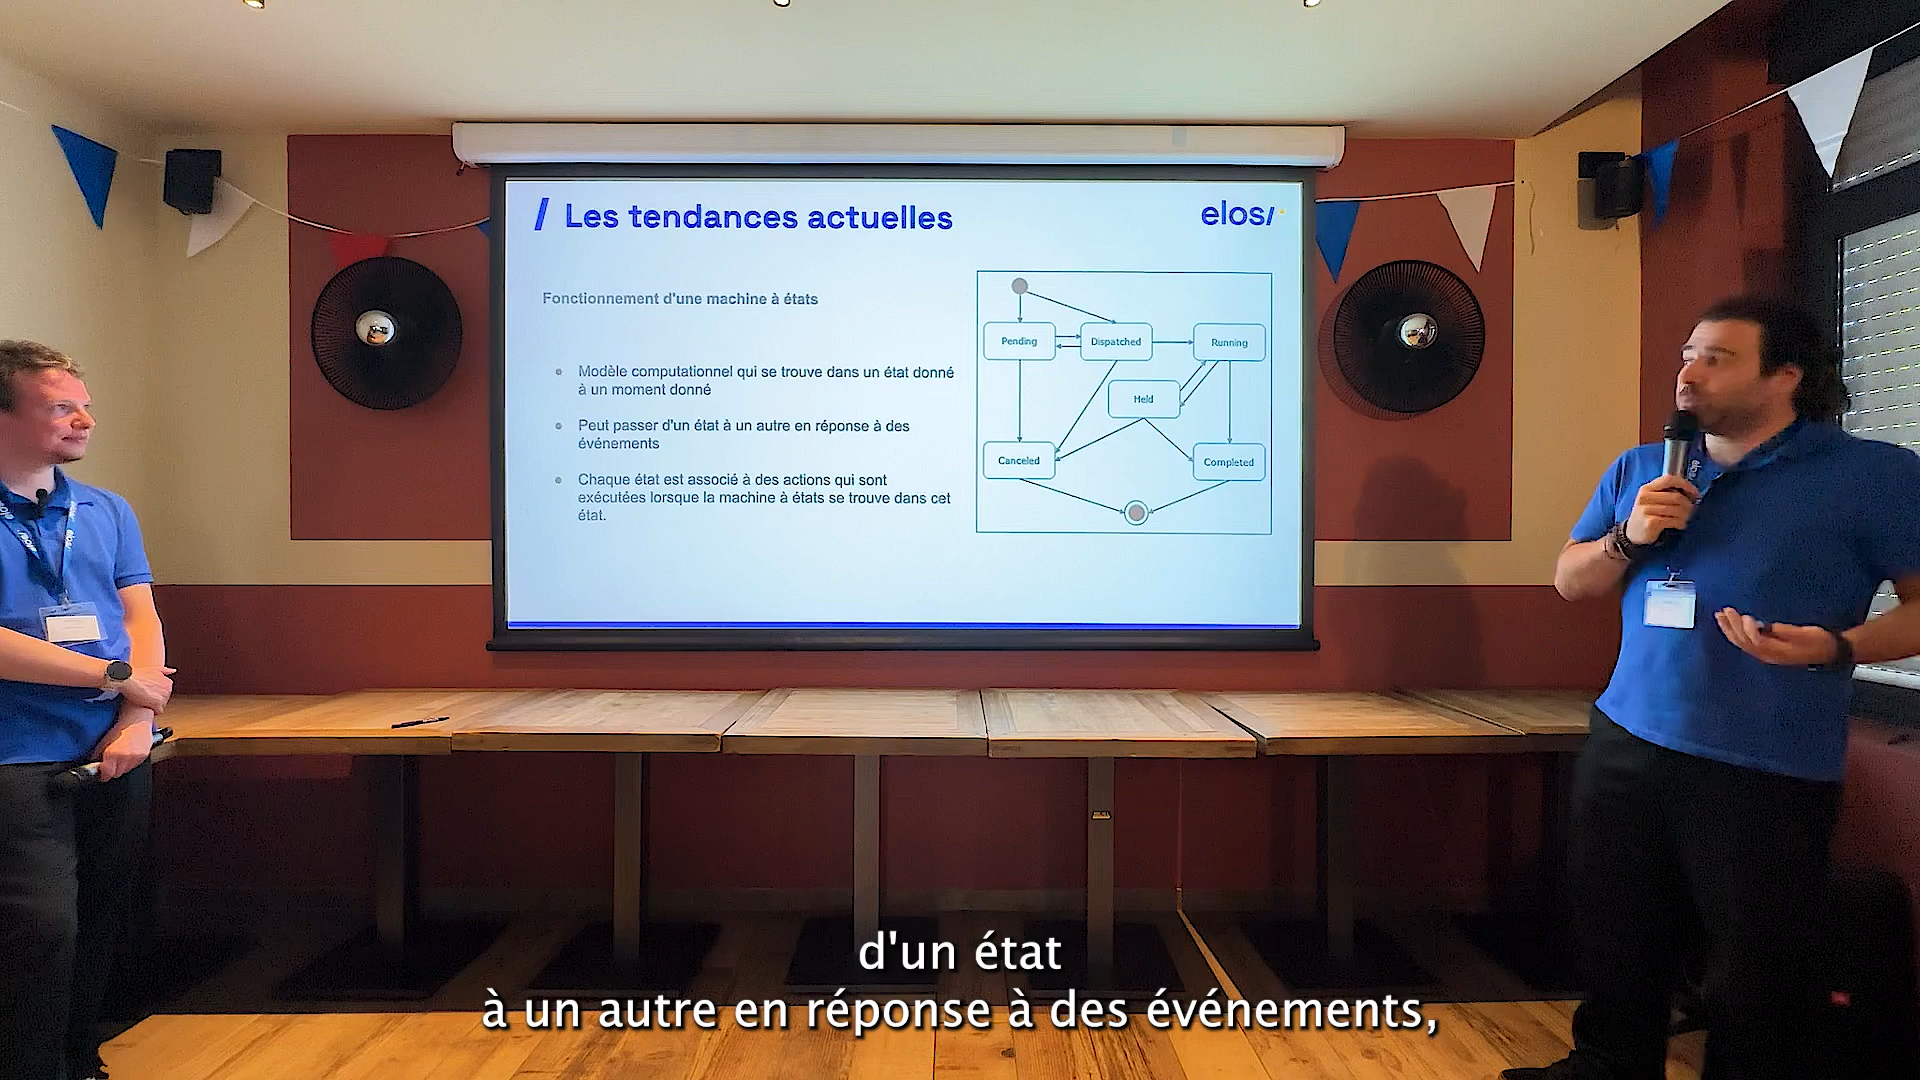 / Les tendances actuelles
elosi
Fonctionnement d'une machine à états
Modèle computationnel qui se trouve dans un état donné
à un moment donné
Peut passer d'un état à un autre en réponse à des
événements
Chaque état est associé à des actions qui sont
exécutées lorsque la machine à états se trouve dans cet
état.
Pending
Dispatched
Running
Held
Canceled
Completed
d'un état
à un autre en réponse à des événements,